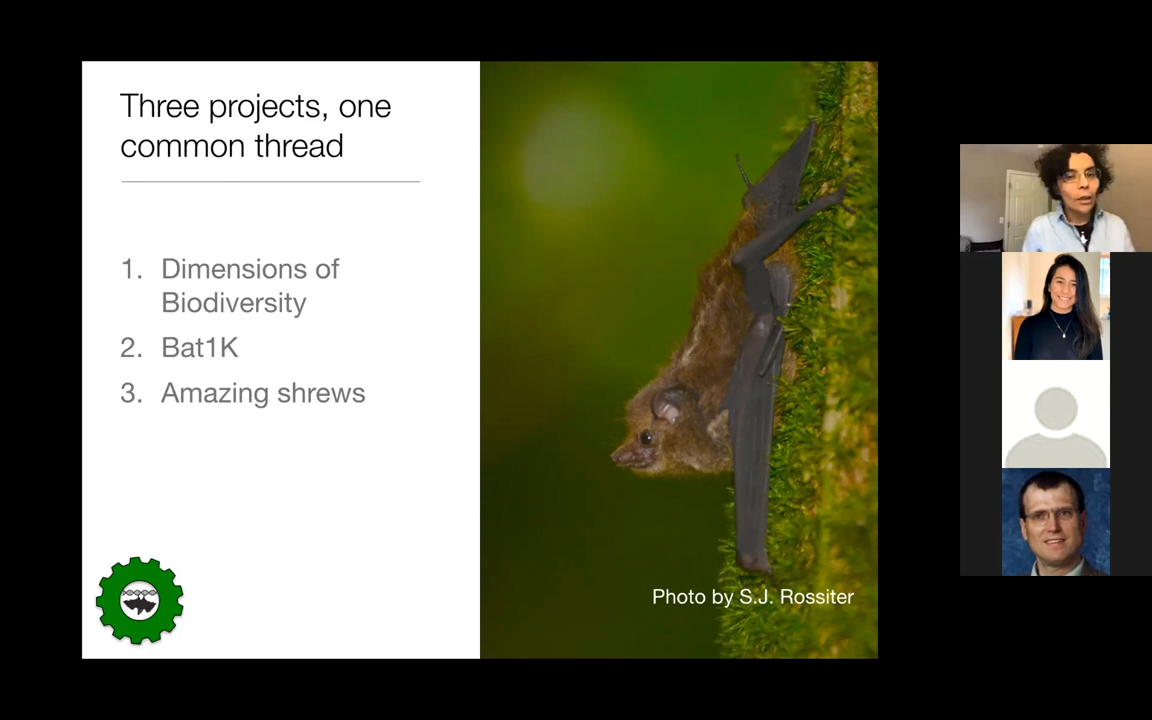 Three projects, one
common thread
1. Dimensions of
Biodiversity
2. Bat1K
3. Amazing shrews
Photo by S.J. Rossiter